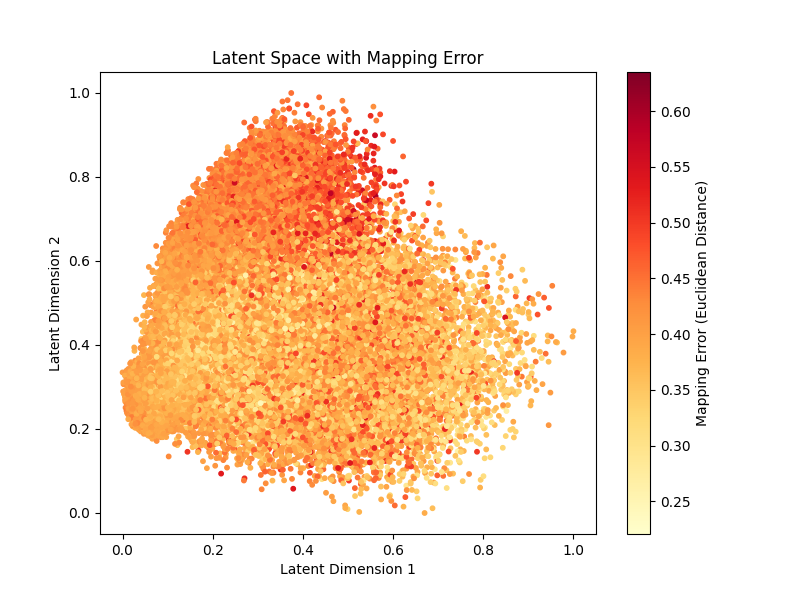 Latent Space with Mapping Error
1.0
0.8
0.6
0.4
0.2
0.0
Latent Dimension 2
0.0 0.2 0.4 0.6 0.8 1.0
Latent Dimension 1
0.60
0.55
0.50
0.45
0.40
0.35
0.30
0.25
Mapping Error (Euclidean Distance)